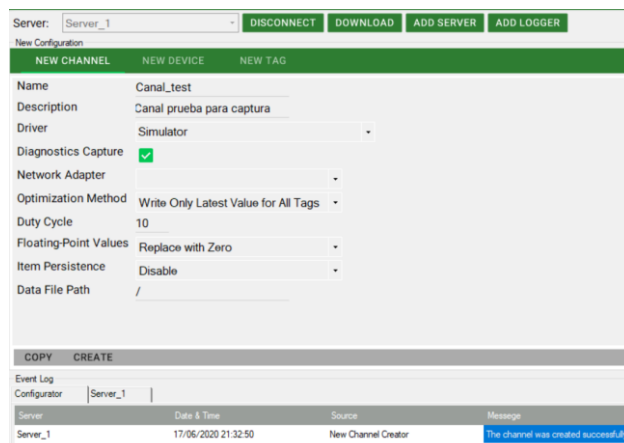 Server: Server_1 DISCONNECT DOWNLOAD ADD SERVER ADD LOGGER
New Configuration
NEW CHANNEL NEW DEVICE NEW TAG
Name Canal_test
Description Canal prueba para captura
Driver Simulator
Diagnostics Capture
Network Adapter
Optimization Method Write Only Latest Value for All Tags
Duty Cycle 10
Floating-Point Values Replace with Zero
Item Persistence Disable
Data File Path /
COPY CREATE
Event Log
Configurator Server_1
Server Date & Time Source Messege
Server_1 17/06/2020 21:32:50 New Channel Creator The channel was created successfully